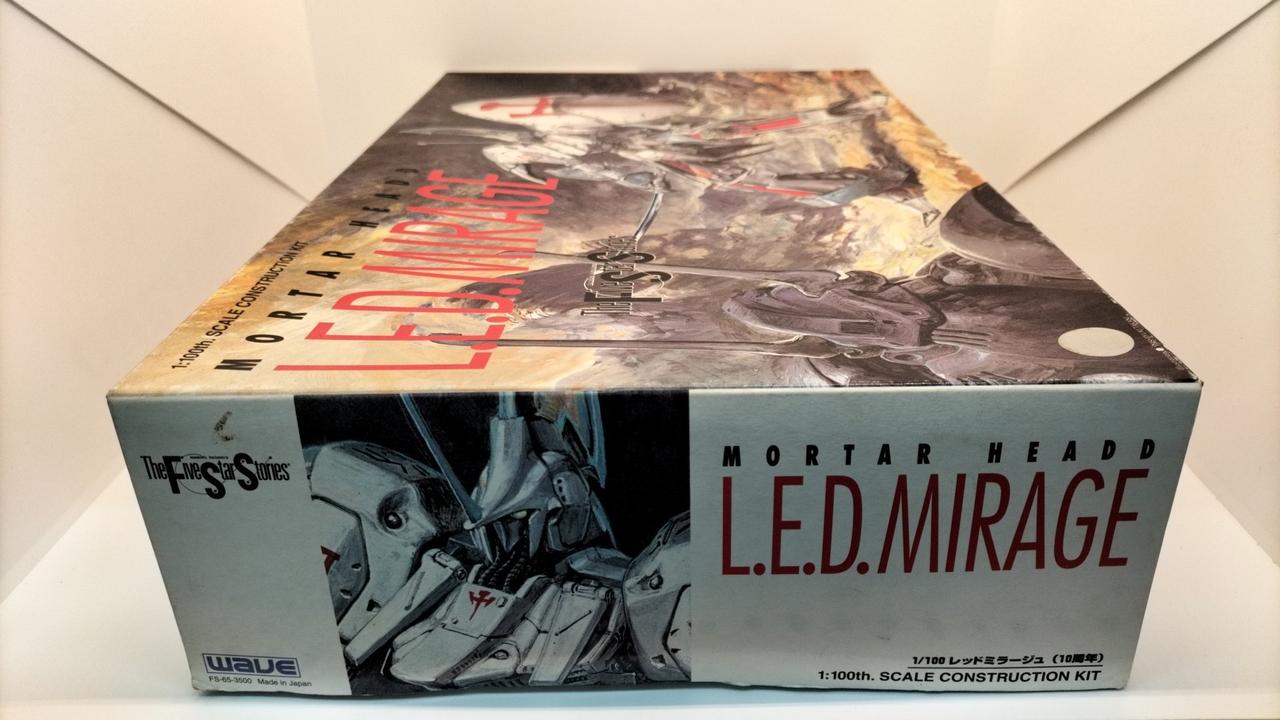 1:100th. SCALE CONSTRUCTION KIT
MORTAR HEADD
L.E.D. MIRAGE
The Five Star Stories
The Five Star Stories
MORTAR HEADD
L.E.D. MIRAGE
wave
FS-65-3500 Made in Japan
1/100 レッドミラージュ (10周年)
1:100th. SCALE CONSTRUCTION KIT